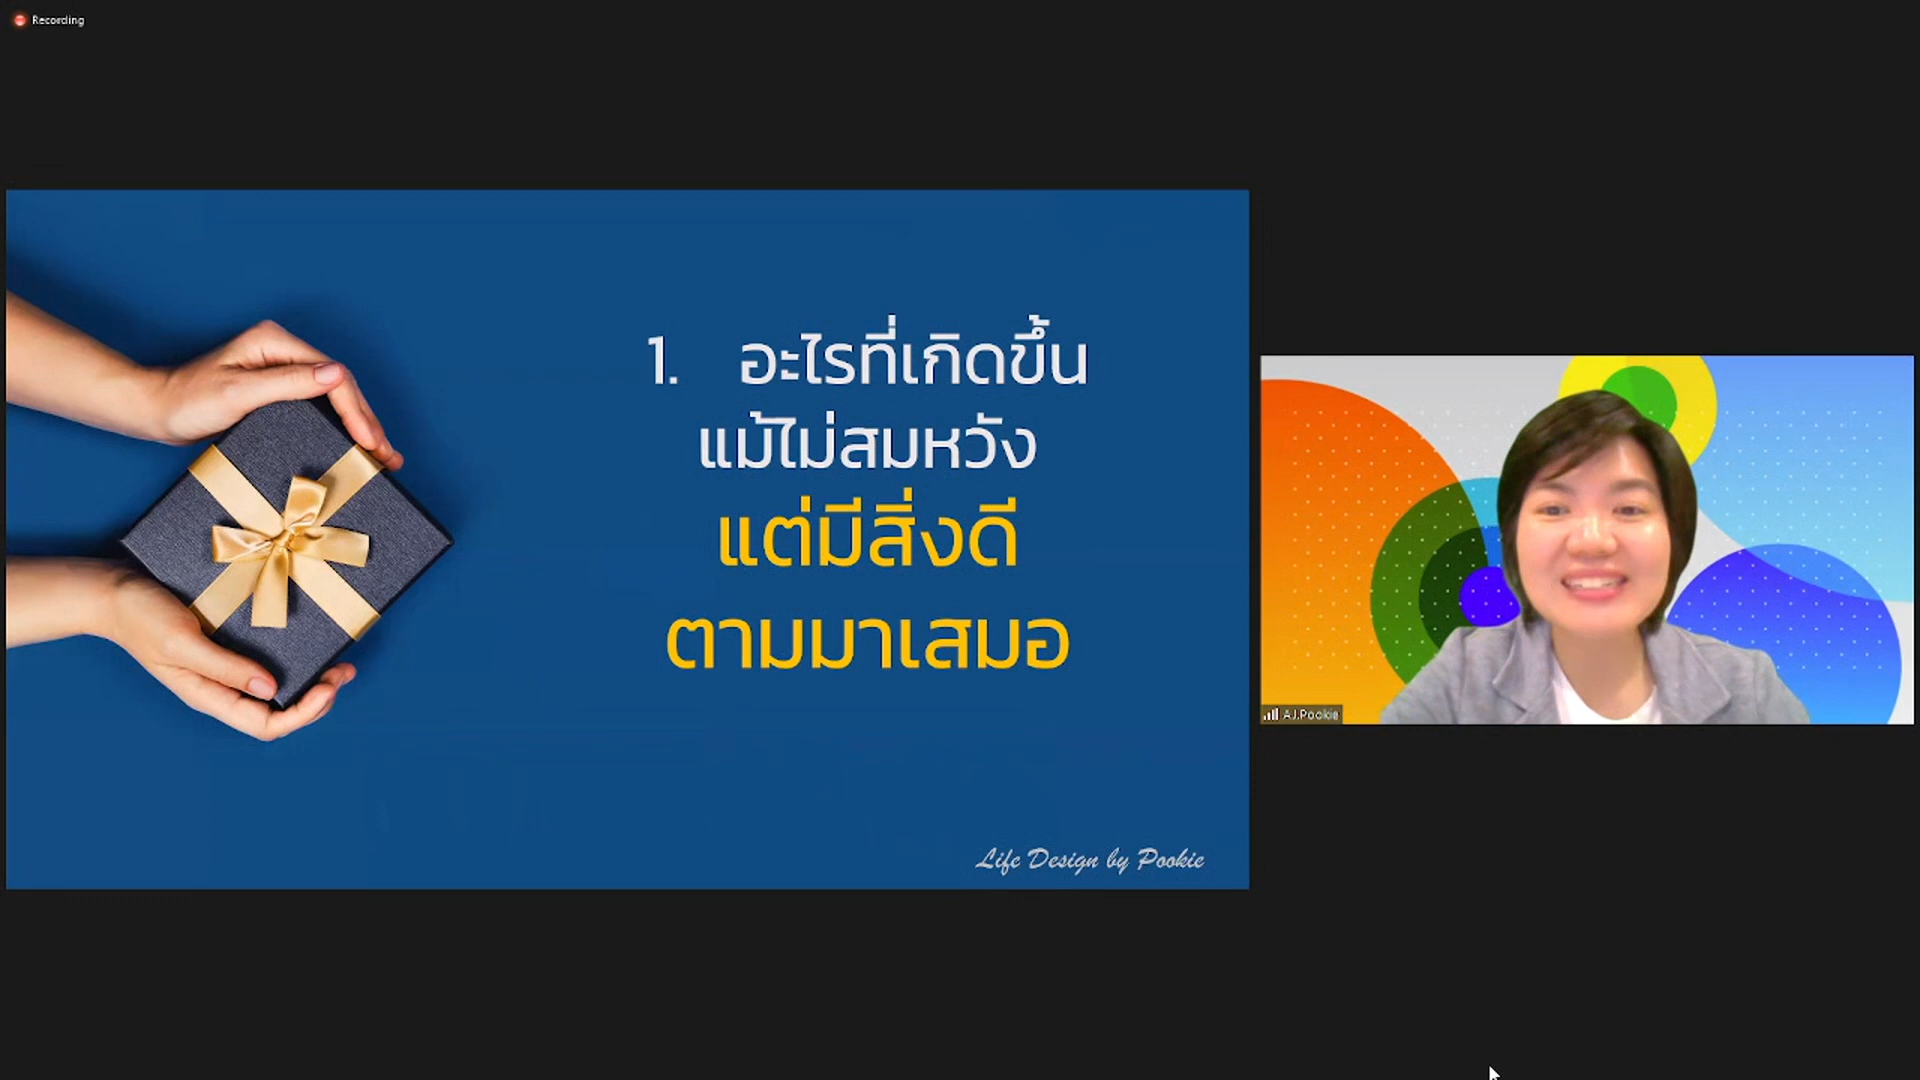 Recording
1. อะไรที่เกิดขึ้น
แม้ไม่สมหวัง
แต่มีสิ่งดี
ตามมาเสมอ
Life Design by Pookie
AJ.Pookie